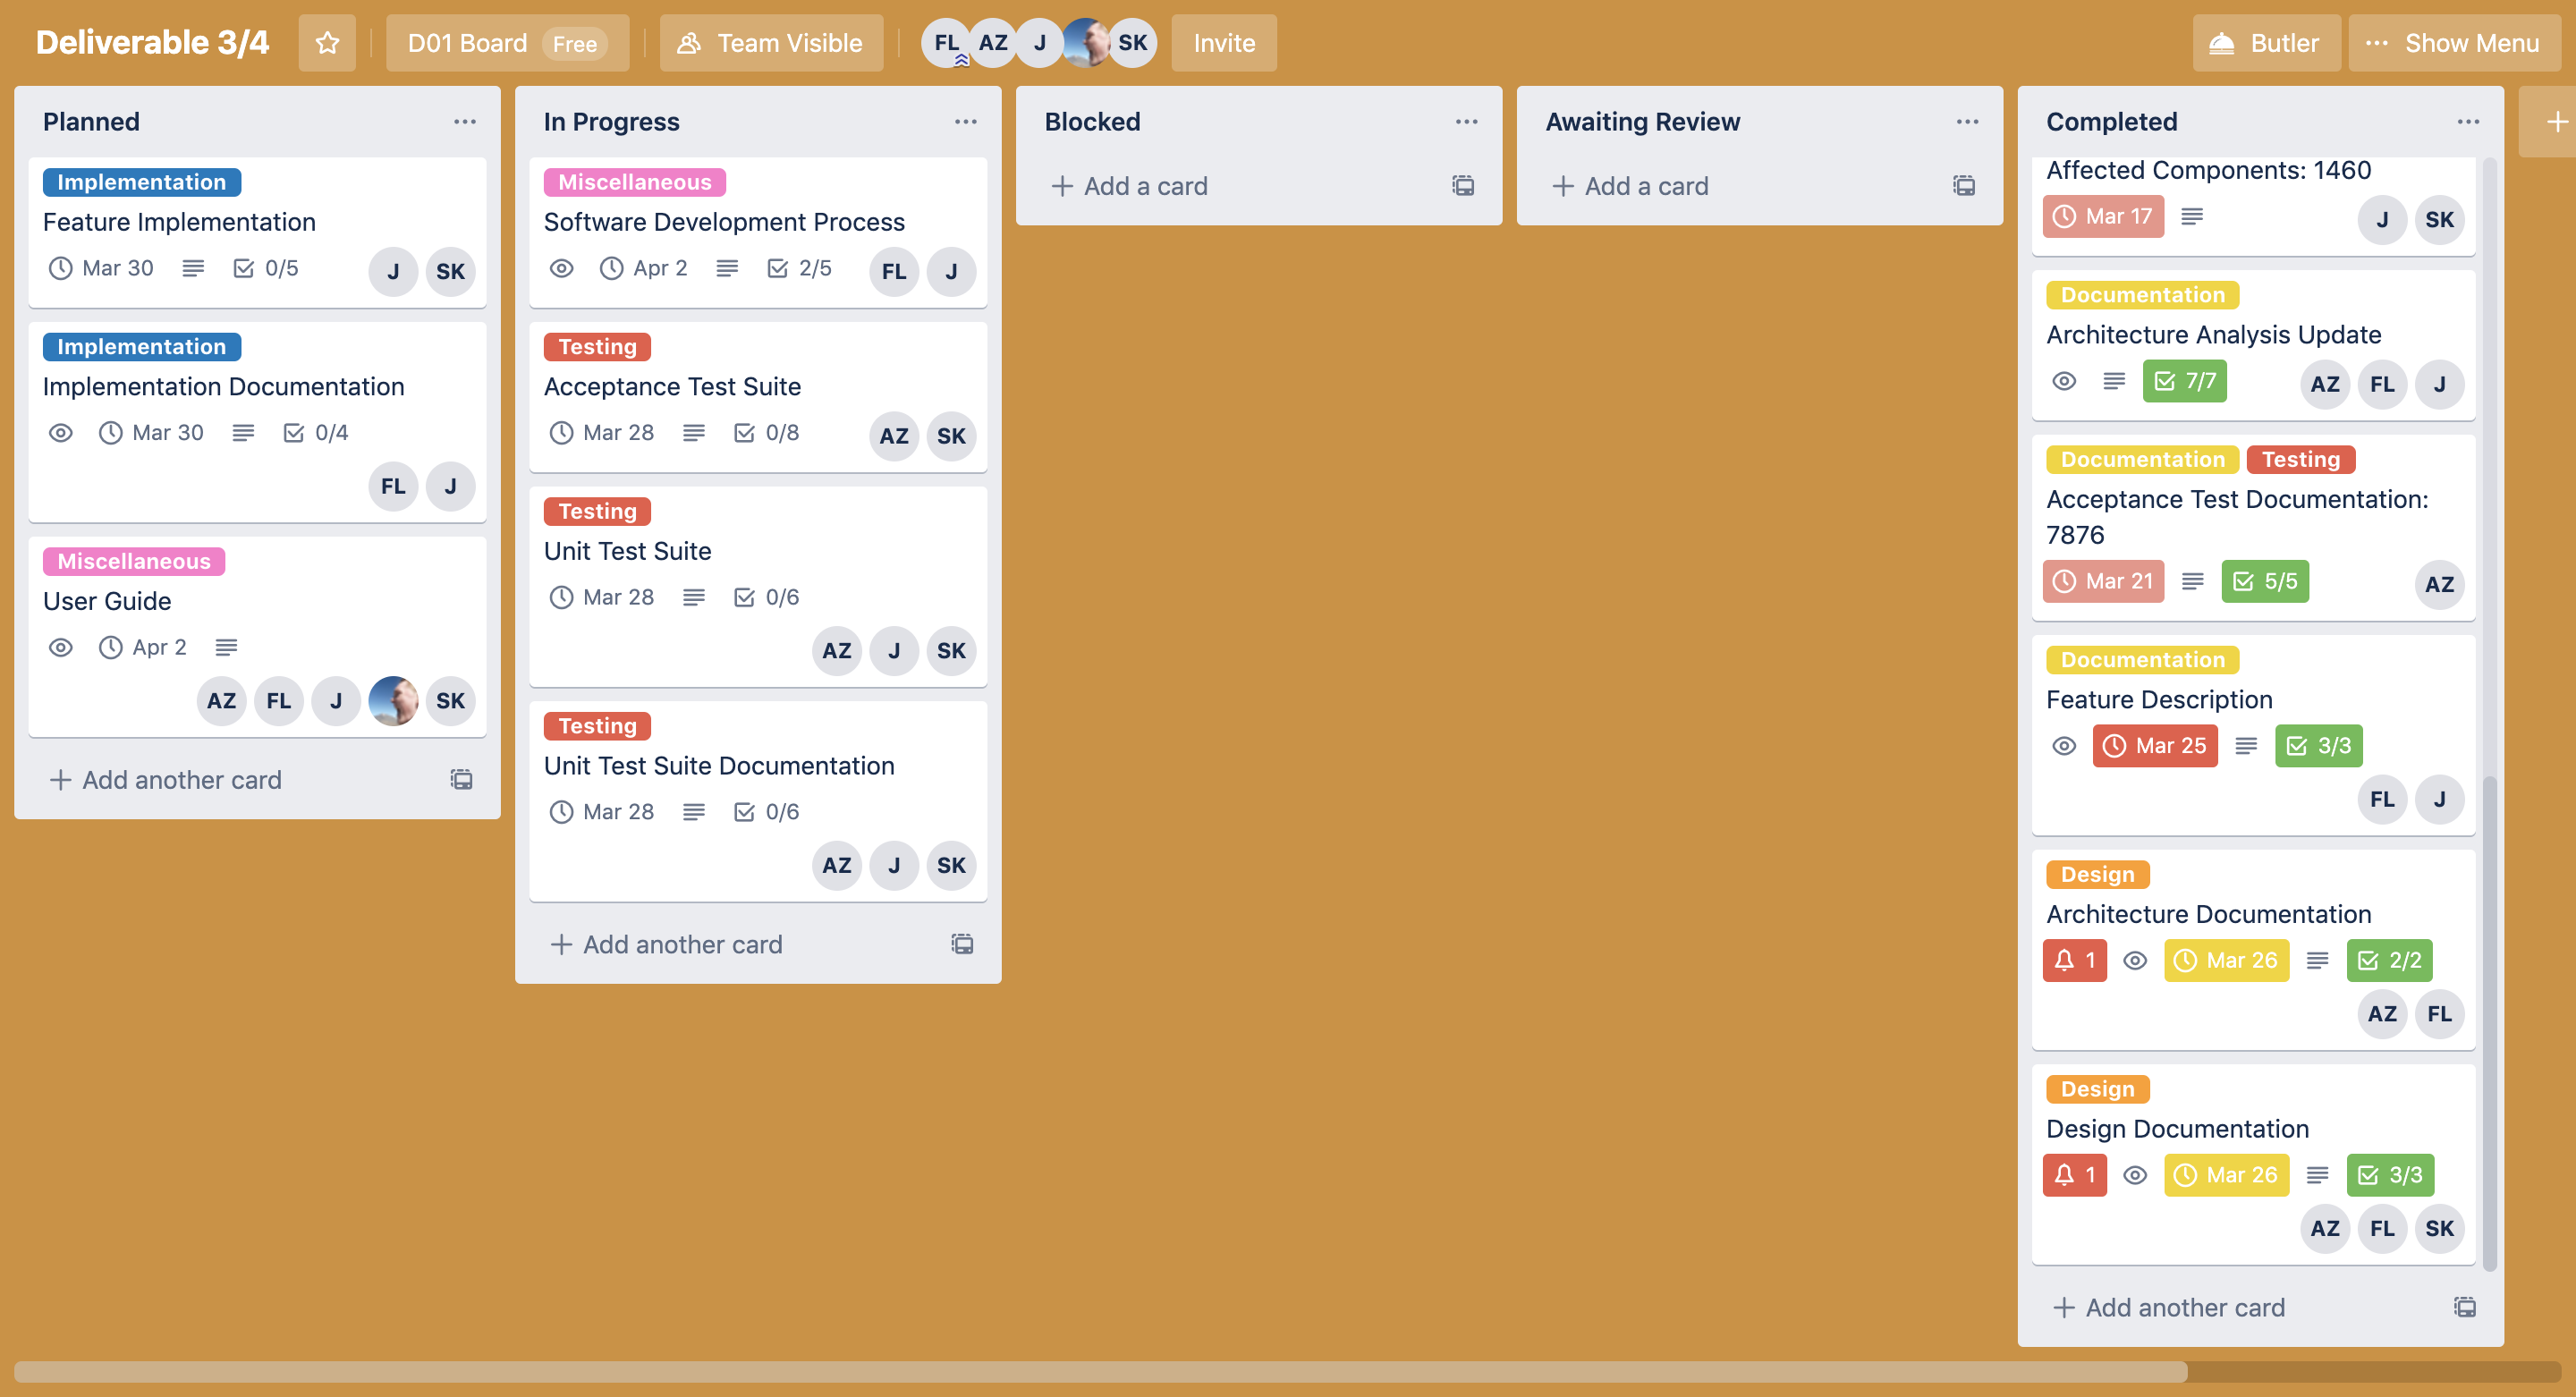 Deliverable 3/4
D01 Board Free
Team Visible
FL AZ J SK
Invite
Butler
Show Menu
Planned
Implementation
Feature Implementation
Mar 30 0/5
J SK
Implementation
Implementation Documentation
Mar 30 0/4
FL J
Miscellaneous
User Guide
Apr 2
AZ FL J SK
Add another card
In Progress
Miscellaneous
Software Development Process
Apr 2 2/5
FL J
Testing
Acceptance Test Suite
Mar 28 0/8
AZ SK
Testing
Unit Test Suite
Mar 28 0/6
AZ J SK
Testing
Unit Test Suite Documentation
Mar 28 0/6
AZ J SK
Add another card
Blocked
Add a card
Awaiting Review
Add a card
Completed
Affected Components: 1460
Mar 17
J SK
Documentation
Architecture Analysis Update
7/7
AZ FL J
Documentation Testing
Acceptance Test Documentation:
7876
Mar 21 5/5
AZ
Documentation
Feature Description
Mar 25 3/3
FL J
Design
Architecture Documentation
1 Mar 26 2/2
AZ FL
Design
Design Documentation
1 Mar 26 3/3
AZ FL SK
Add another card